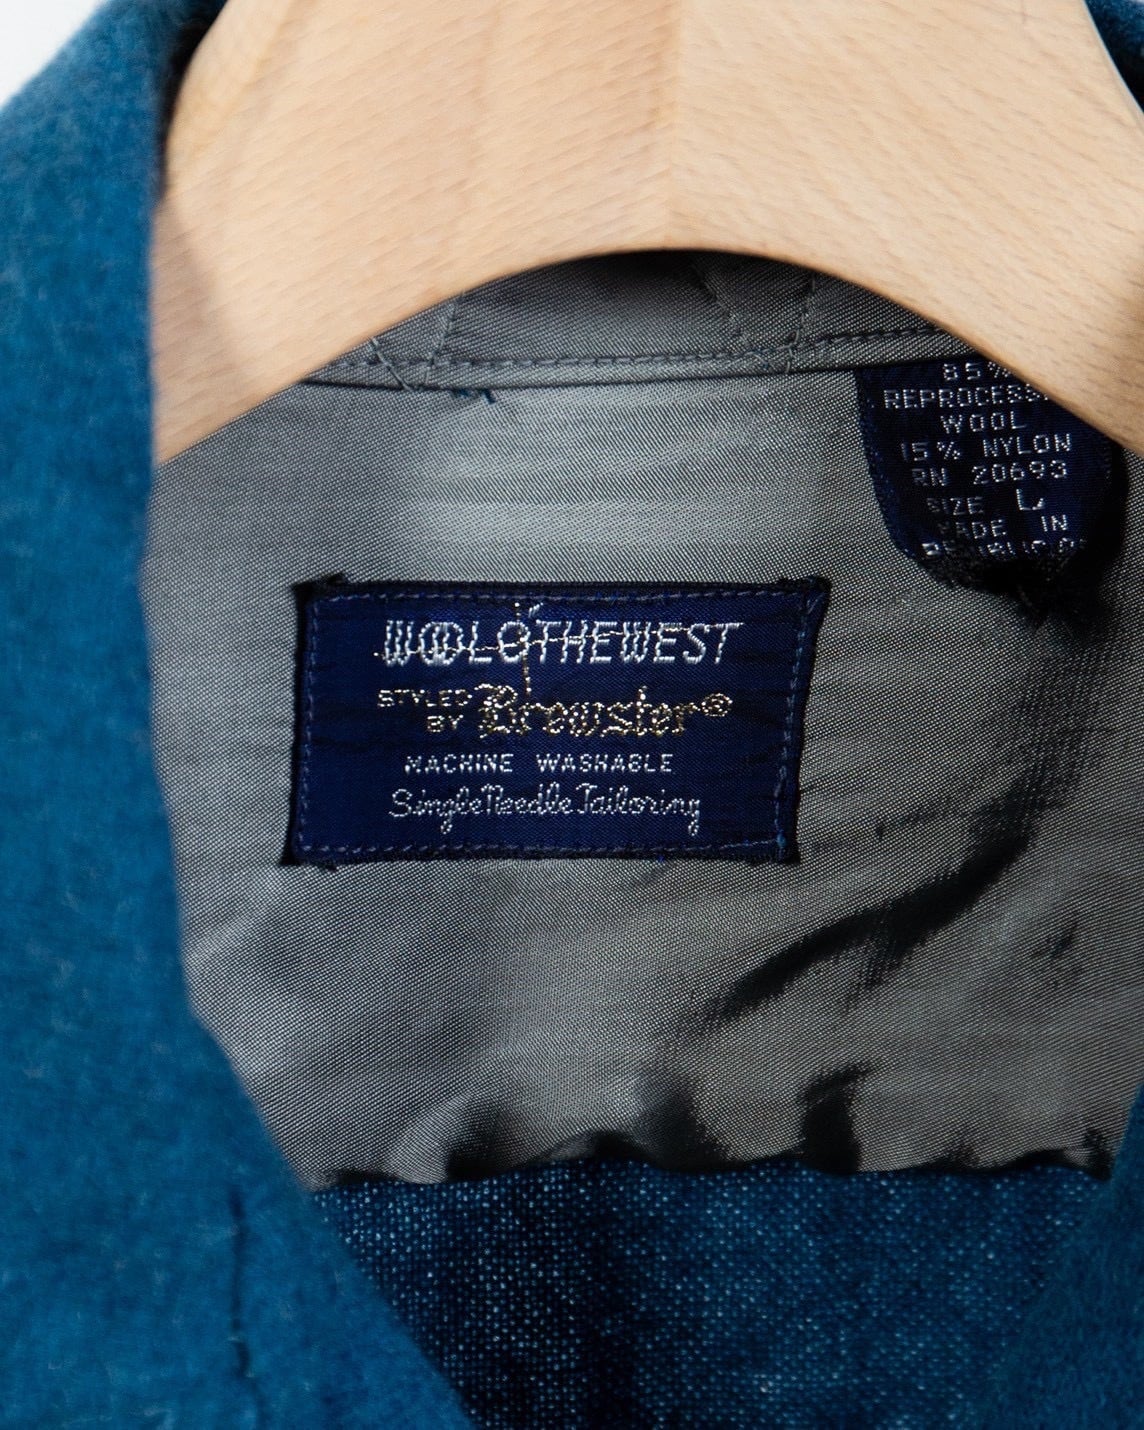 WOOL O' THE WEST
STYLED BY Brewster®
MACHINE WASHABLE
Single Needle Tailoring
85%
WOOL
15% NYLON
RN 20693
SIZE L
MADE IN